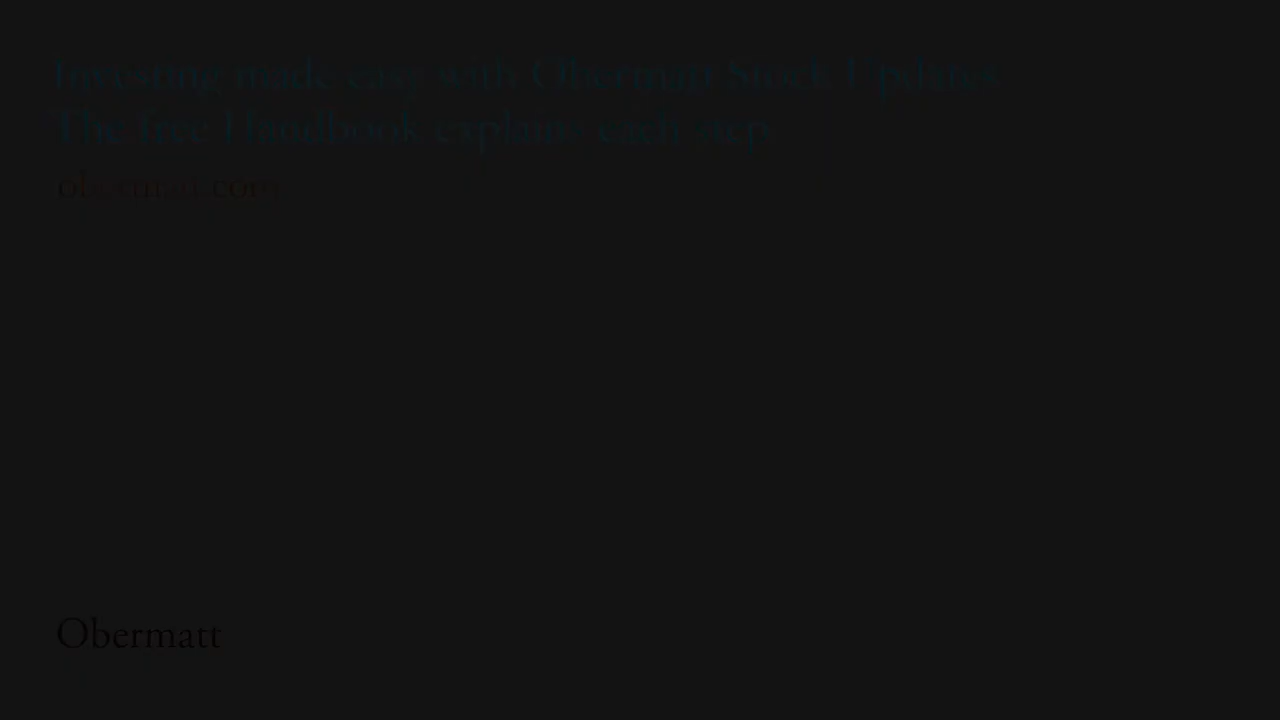 Investing made easy with Obermatt Stock Updates
The free Handbook explains each step
obermatt.com
Obermatt